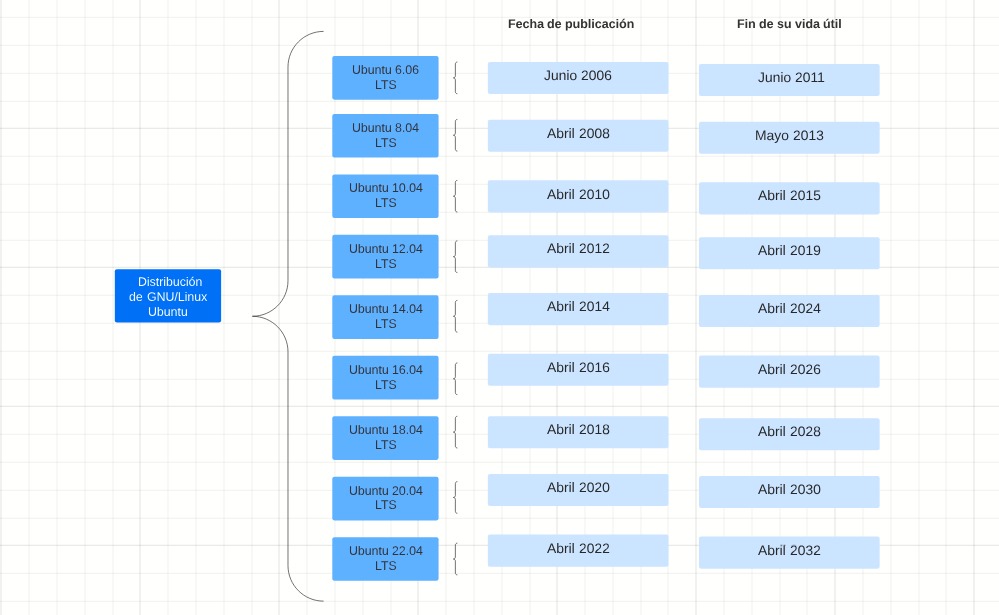 Fecha de publicación
Fin de su vida útil
Distribución
de GNU/Linux
Ubuntu
Ubuntu 6.06
LTS
Junio 2006
Junio 2011
Ubuntu 8.04
LTS
Abril 2008
Mayo 2013
Ubuntu 10.04
LTS
Abril 2010
Abril 2015
Ubuntu 12.04
LTS
Abril 2012
Abril 2019
Ubuntu 14.04
LTS
Abril 2014
Abril 2024
Ubuntu 16.04
LTS
Abril 2016
Abril 2026
Ubuntu 18.04
LTS
Abril 2018
Abril 2028
Ubuntu 20.04
LTS
Abril 2020
Abril 2030
Ubuntu 22.04
LTS
Abril 2022
Abril 2032